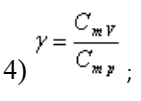 4) γ = C_{mV} / C_{mp} ;